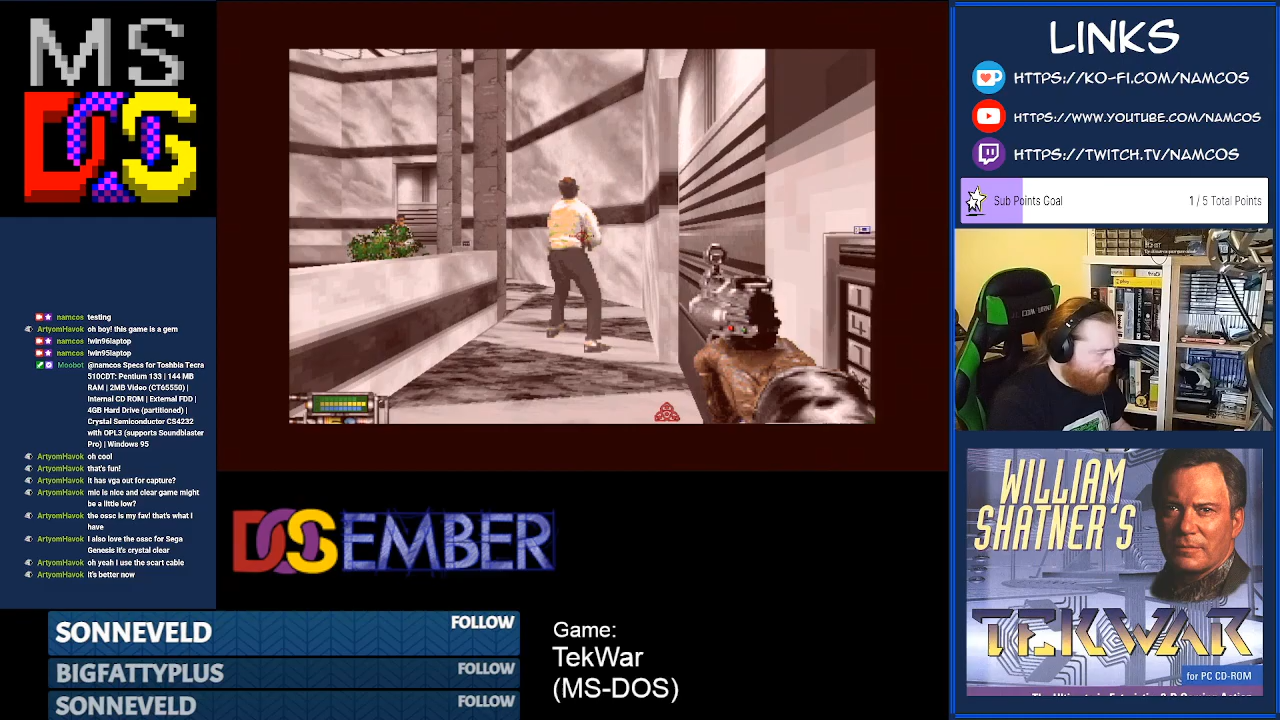 MS
DOS
namcos testing
ArtyomHavok oh boy! this game is a gem
namcos !win96laptop
namcos !win95laptop
Moobot @namcos Specs for Toshbia Tecra
510CDT: Pentium 133 | 144 MB
RAM | 2MB Video (CT65550) |
Internal CD ROM | External FDD |
4GB Hard Drive (partitioned) |
Crystal Semiconductor CS4232
with OPL3 (supports Soundblaster
Pro) | Windows 95
ArtyomHavok oh cool
ArtyomHavok that's fun!
ArtyomHavok it has vga out for capture?
ArtyomHavok mic is nice and clear game might
be a little low?
ArtyomHavok the ossc is my fav! that's what I
have
ArtyomHavok I also love the ossc for Sega
Genesis it's crystal clear
ArtyomHavok oh yeah I use the scart cable
ArtyomHavok It's better now
DOSEMBER
SONNEVELD FOLLOW
BIGFATTYPLUS FOLLOW
SONNEVELD FOLLOW
Game:
TekWar
(MS-DOS)
LINKS
HTTPS://KO-FI.COM/NAMCOS
HTTPS://WWW.YOUTUBE.COM/NAMCOS
HTTPS://TWITCH.TV/NAMCOS
Sub Points Goal 1 / 5 Total Points
WILLIAM
SHATNER'S
TEKWAR
for PC CD-ROM